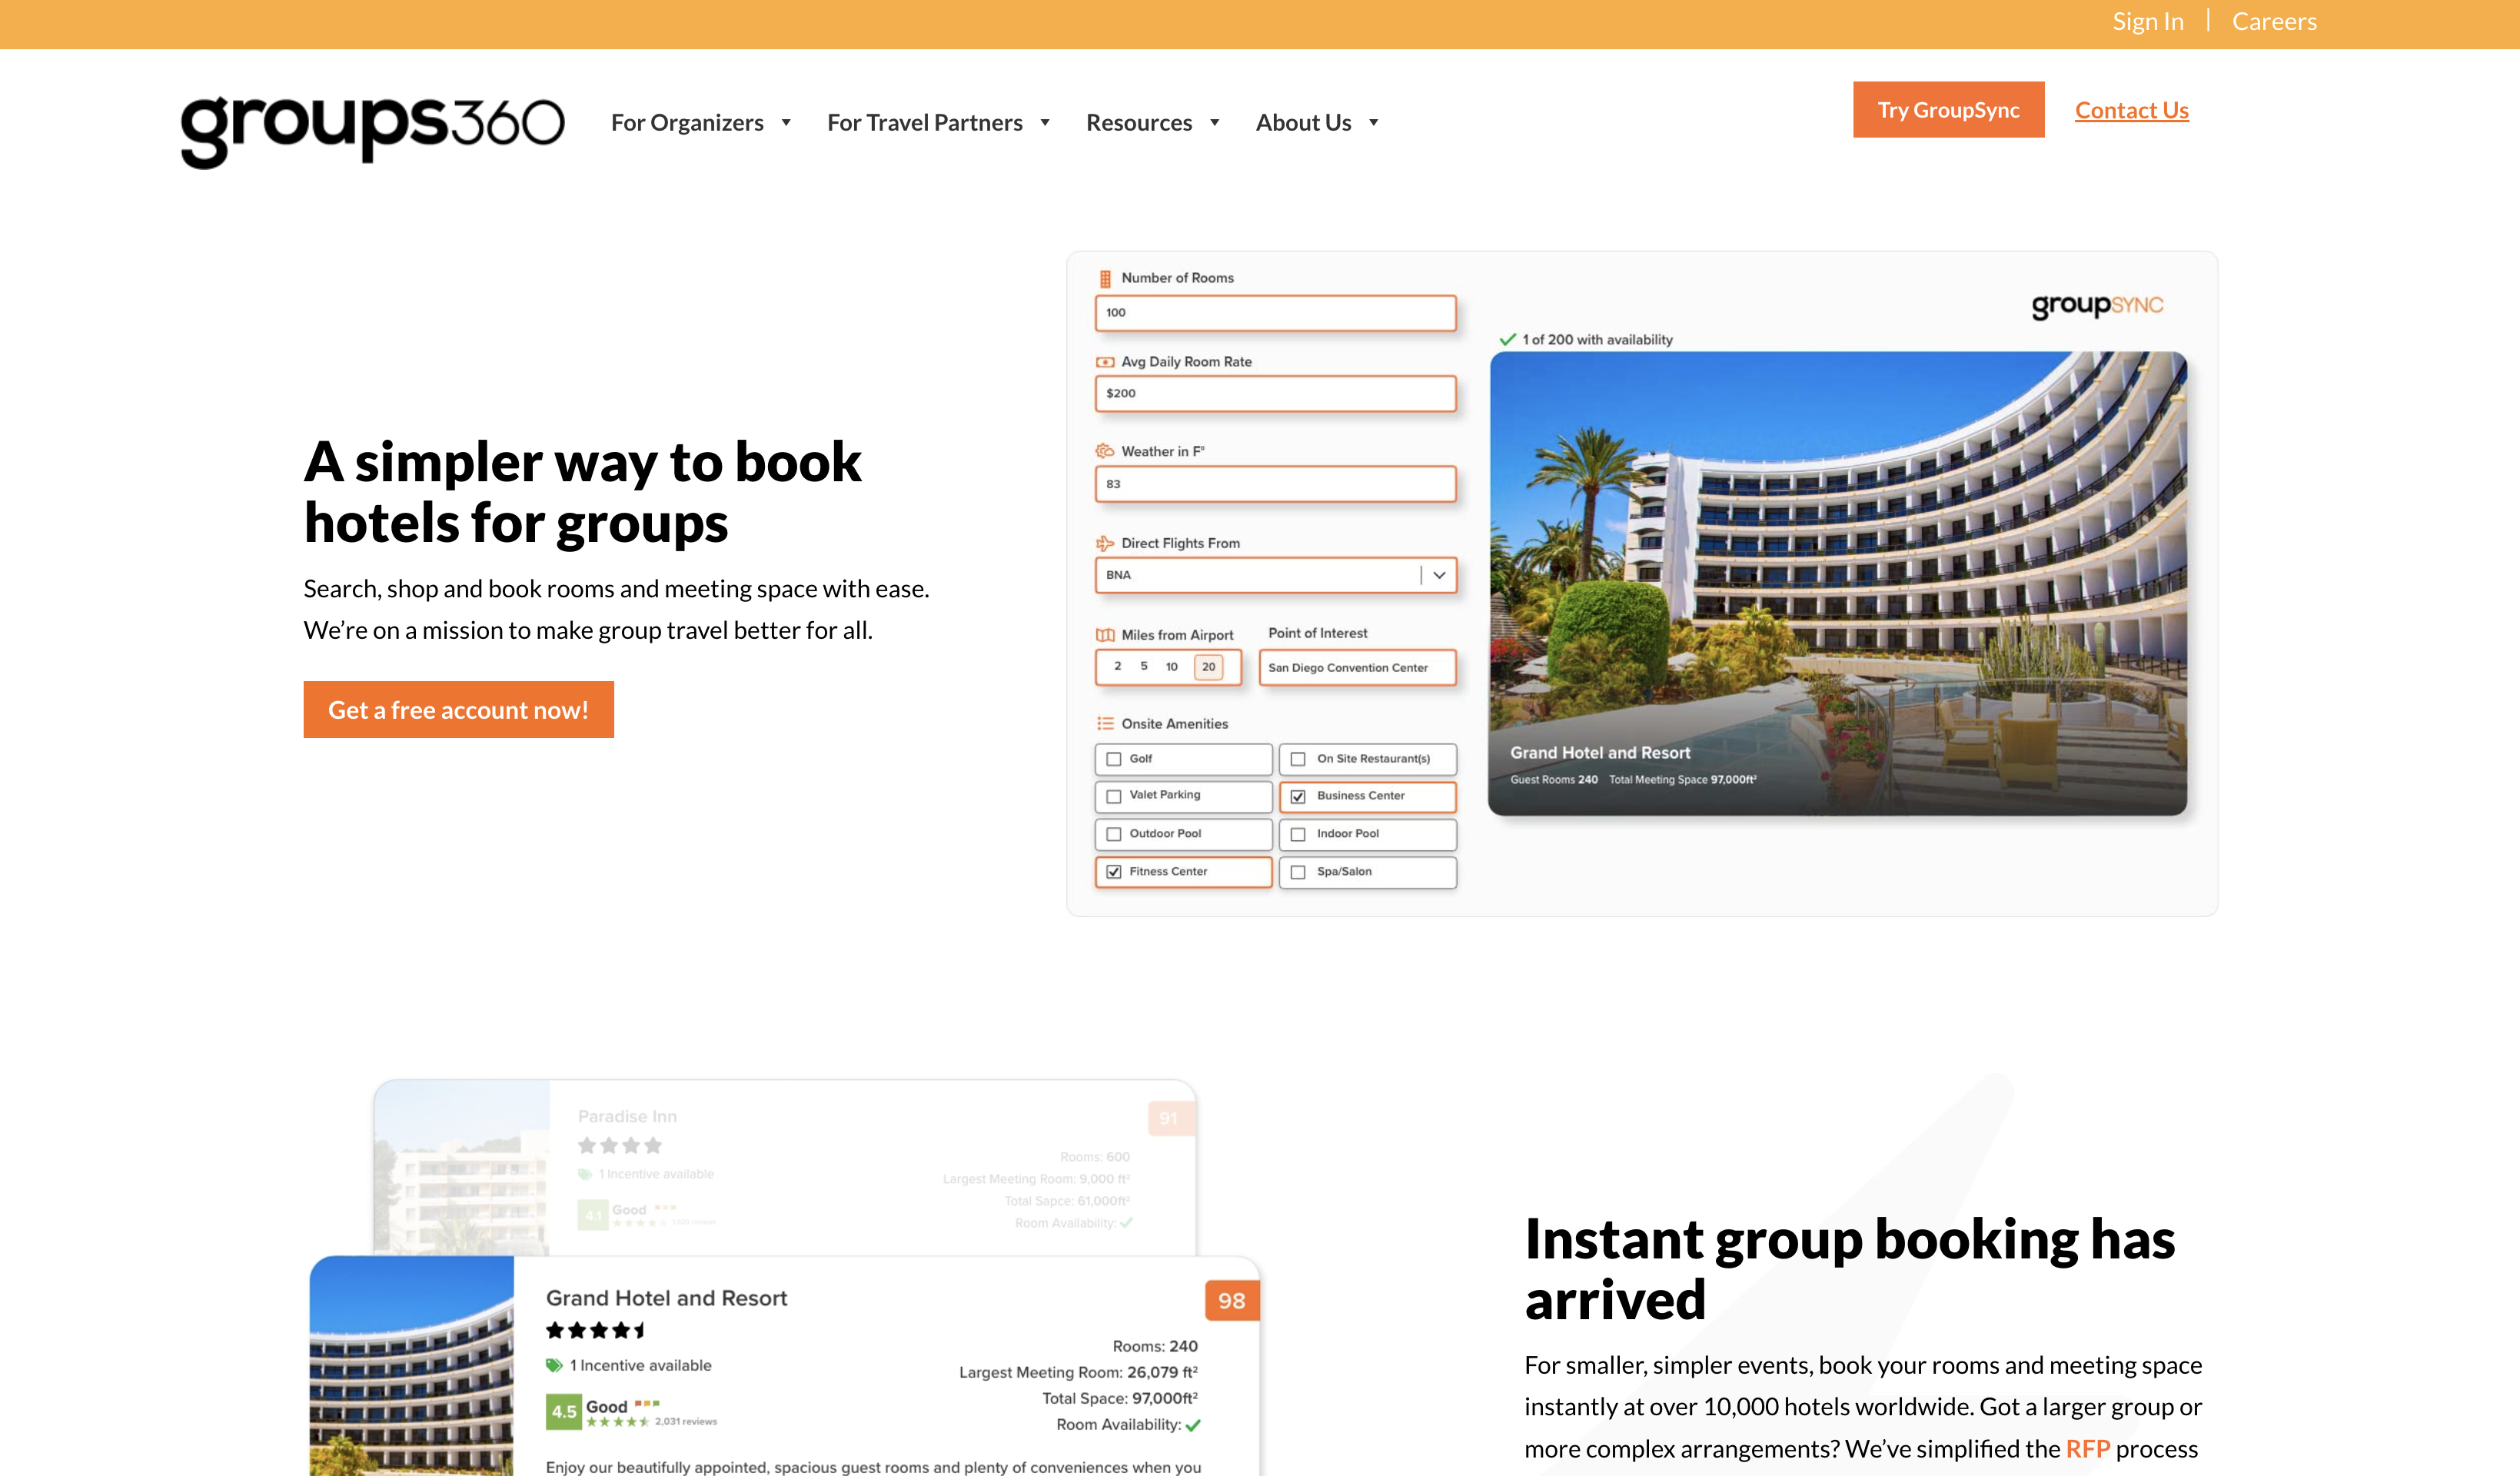 Sign In | Careers
groups360
For Organizers
For Travel Partners
Resources
About Us
Try GroupSync
Contact Us
A simpler way to book
hotels for groups
Search, shop and book rooms and meeting space with ease.
We’re on a mission to make group travel better for all.
Get a free account now!
Number of Rooms
100
Avg Daily Room Rate
$200
Weather in F°
83
Direct Flights From
BNA
Miles from Airport
2 5 10 20
Point of Interest
San Diego Convention Center
Onsite Amenities
Golf
On Site Restaurant(s)
Valet Parking
Business Center
Outdoor Pool
Indoor Pool
Fitness Center
Spa/Salon
groupSYNC
1 of 200 with availability
Grand Hotel and Resort
Guest Rooms 240 Total Meeting Space 97,000ft²
Paradise Inn
91
1 Incentive available
4.1 Good
Rooms: 600
Largest Meeting Room: 9,000 ft²
Total Sapce: 61,000ft²
Room Availability:
Grand Hotel and Resort
98
1 Incentive available
4.5 Good
2,031 reviews
Rooms: 240
Largest Meeting Room: 26,079 ft²
Total Space: 97,000ft²
Room Availability:
Enjoy our beautifully appointed, spacious guest rooms and plenty of conveniences when you
Instant group booking has
arrived
For smaller, simpler events, book your rooms and meeting space
instantly at over 10,000 hotels worldwide. Got a larger group or
more complex arrangements? We’ve simplified the RFP process